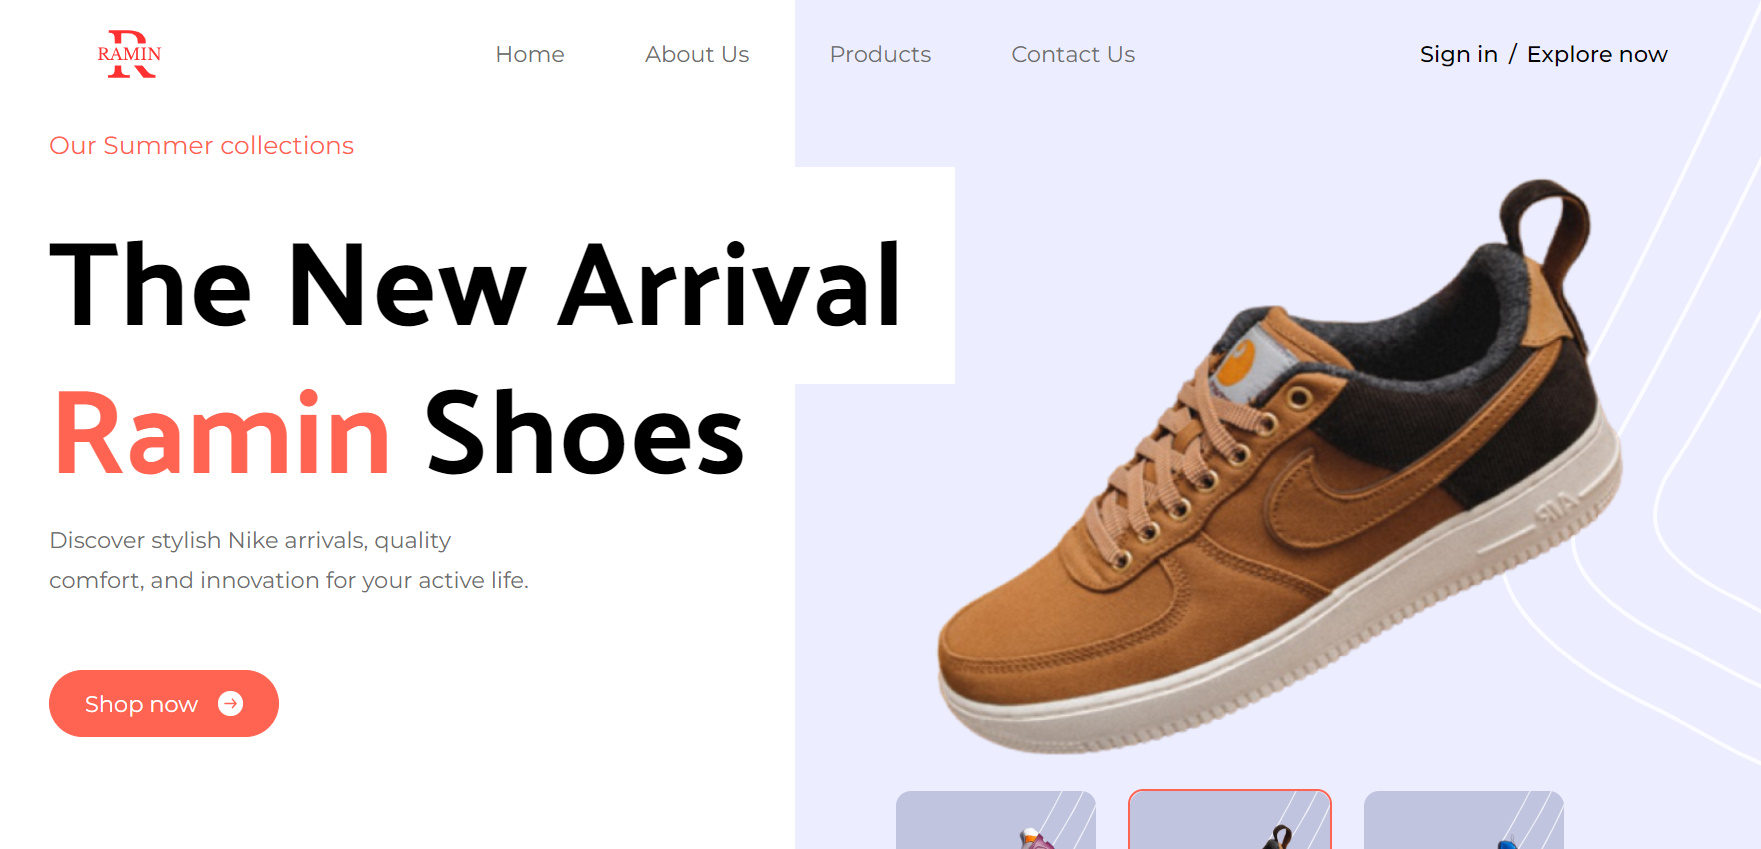 RAMIN
Home
About Us
Products
Contact Us
Sign in / Explore now
Our Summer collections
The New Arrival
Ramin Shoes
Discover stylish Nike arrivals, quality
comfort, and innovation for your active life.
Shop now
AIR